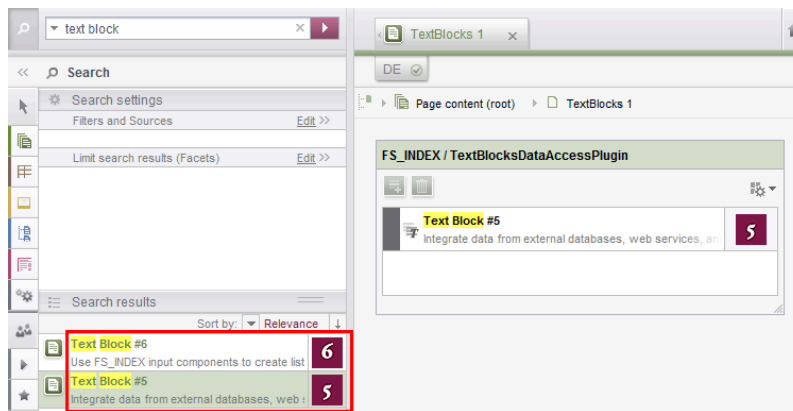 text block
Search
Search settings
Filters and Sources Edit >>
Limit search results (Facets) Edit >>
Search results
Sort by: Relevance
Text Block #6
Use FS_INDEX input components to create list
6
Text Block #5
Integrate data from external databases, web
5
TextBlocks 1
DE
Page content (root) TextBlocks 1
FS_INDEX / TextBlocksDataAccessPlugin
Text Block #5
Integrate data from external databases, web services, an
5